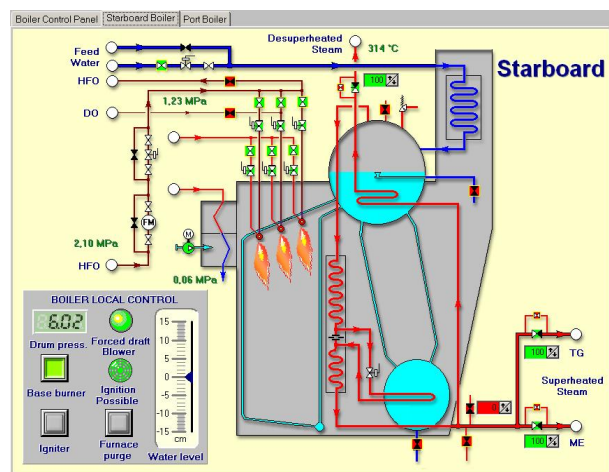 Boiler Control Panel
Starboard Boiler
Port Boiler
Desuperheated
Steam
314 °C
Feed
Water
100 %
Starboard
HFO
1,23 MPa
DO
FM
M
2,10 MPa
HFO
0,06 MPa
BOILER LOCAL CONTROL
6.02
Drum press.
Forced draft
Blower
Base burner
Ignition
Possible
Igniter
Furnace
purge
15
10
5
0
-5
-10
-15
cm
Water level
100 %
TG
0 %
Superheated
Steam
100 %
ME